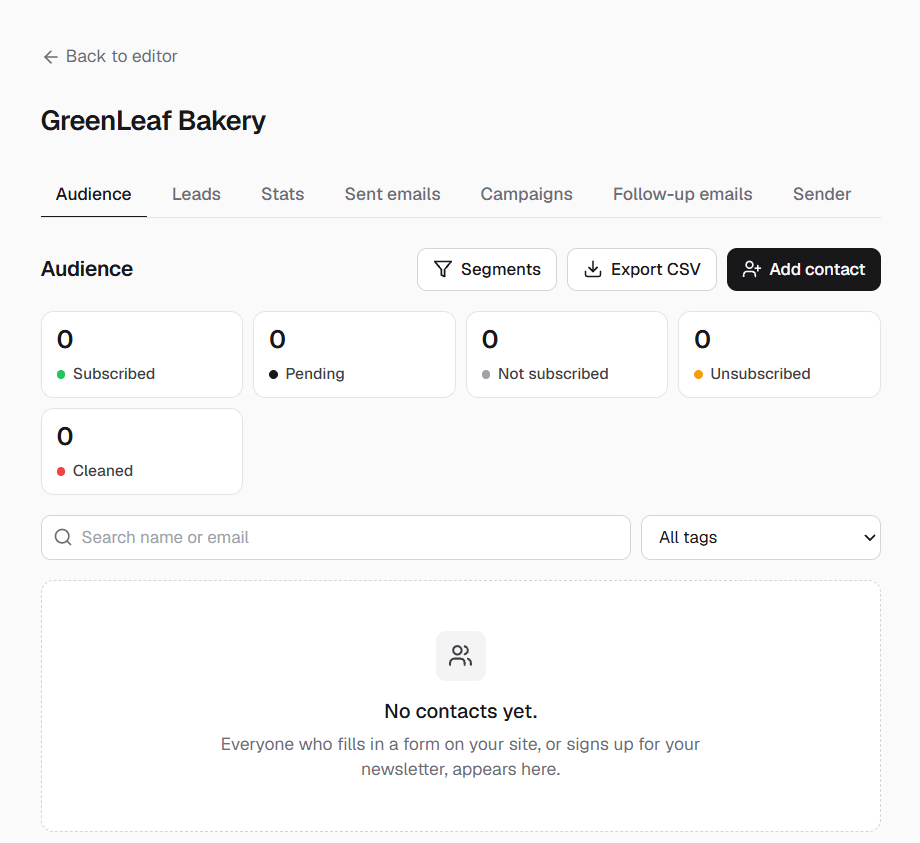 Back to editor
GreenLeaf Bakery
Audience Leads Stats Sent emails Campaigns Follow-up emails Sender
Audience
Segments
Export CSV
Add contact
0
Subscribed
0
Pending
0
Not subscribed
0
Unsubscribed
0
Cleaned
Search name or email
All tags
No contacts yet.
Everyone who fills in a form on your site, or signs up for your
newsletter, appears here.